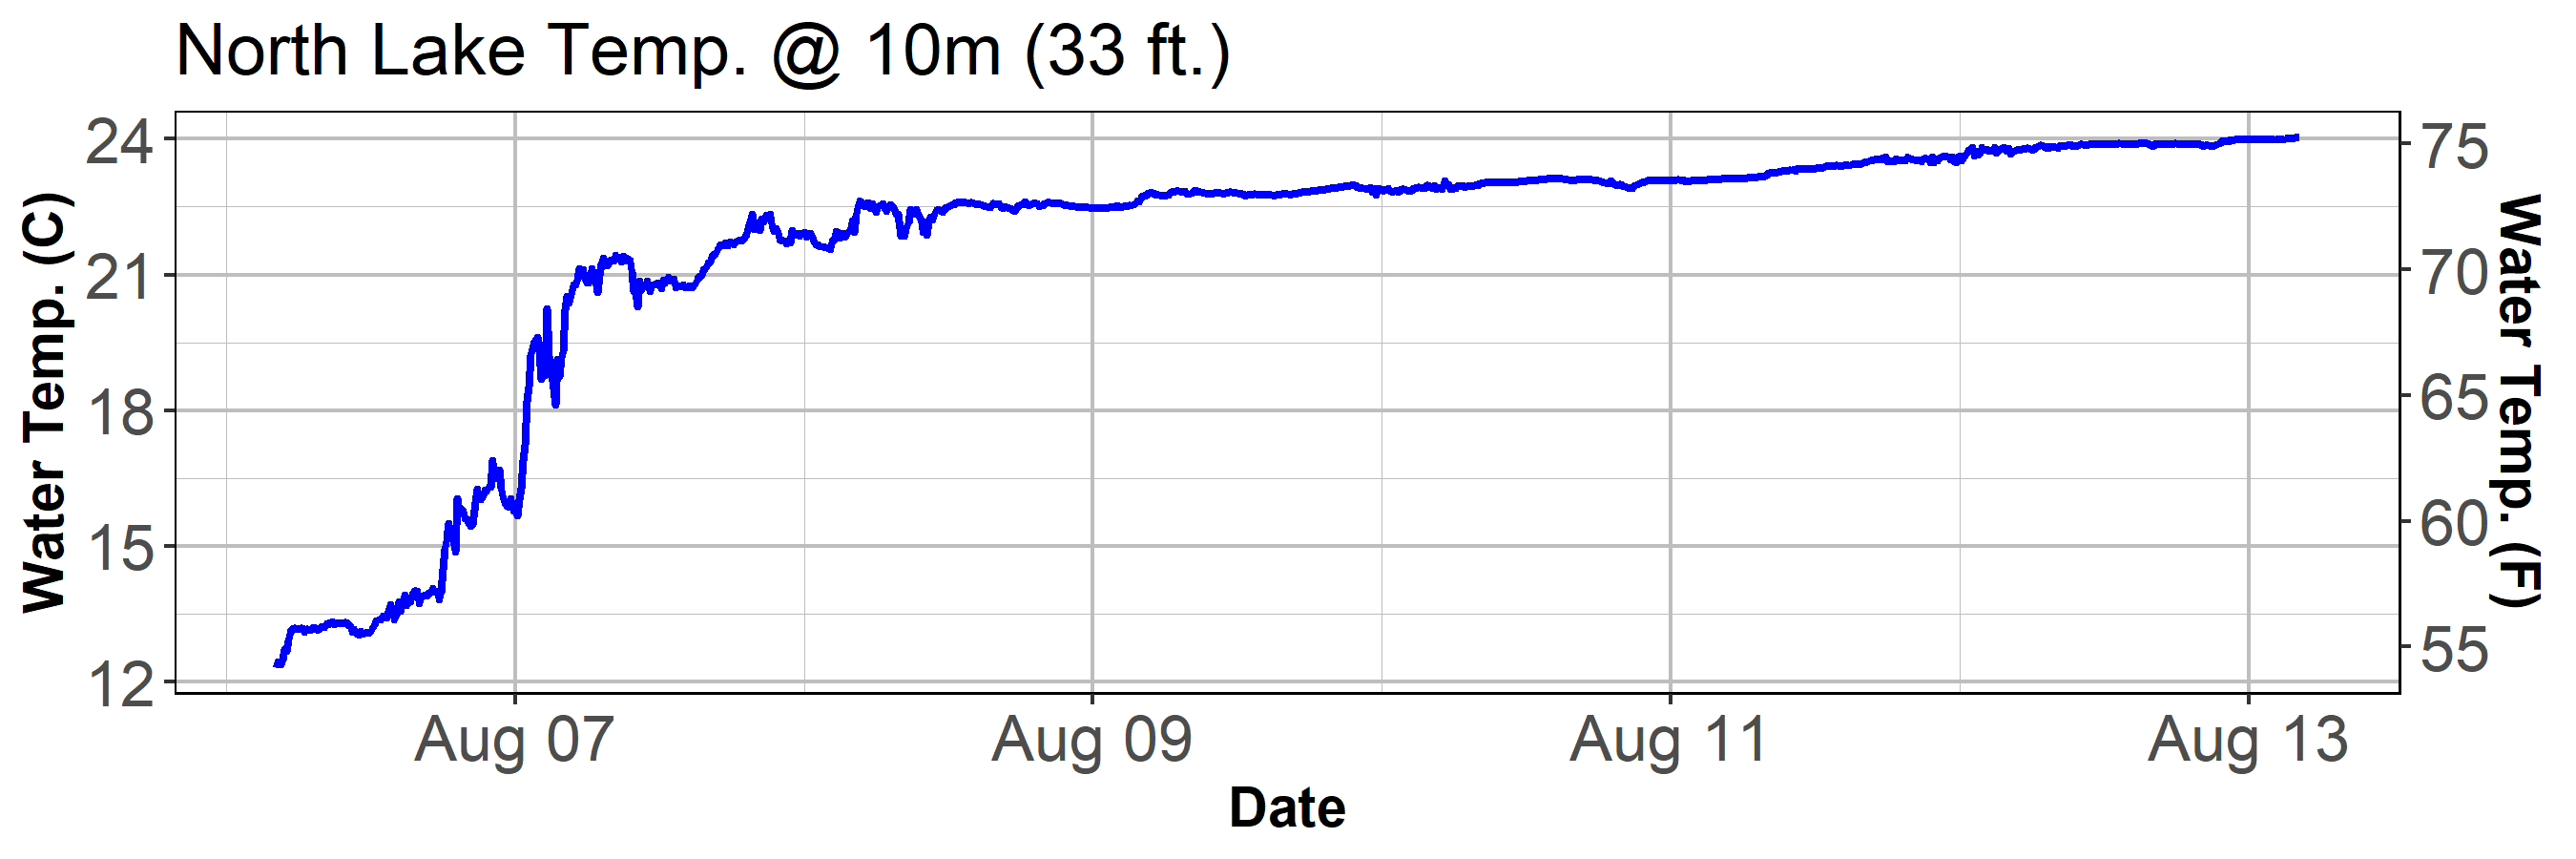 North Lake Temp. @ 10m (33 ft.)
Water Temp. (C)
24
21
18
15
12
75
70
65
60
55
Water Temp. (F)
Aug 07 Aug 09 Aug 11 Aug 13
Date